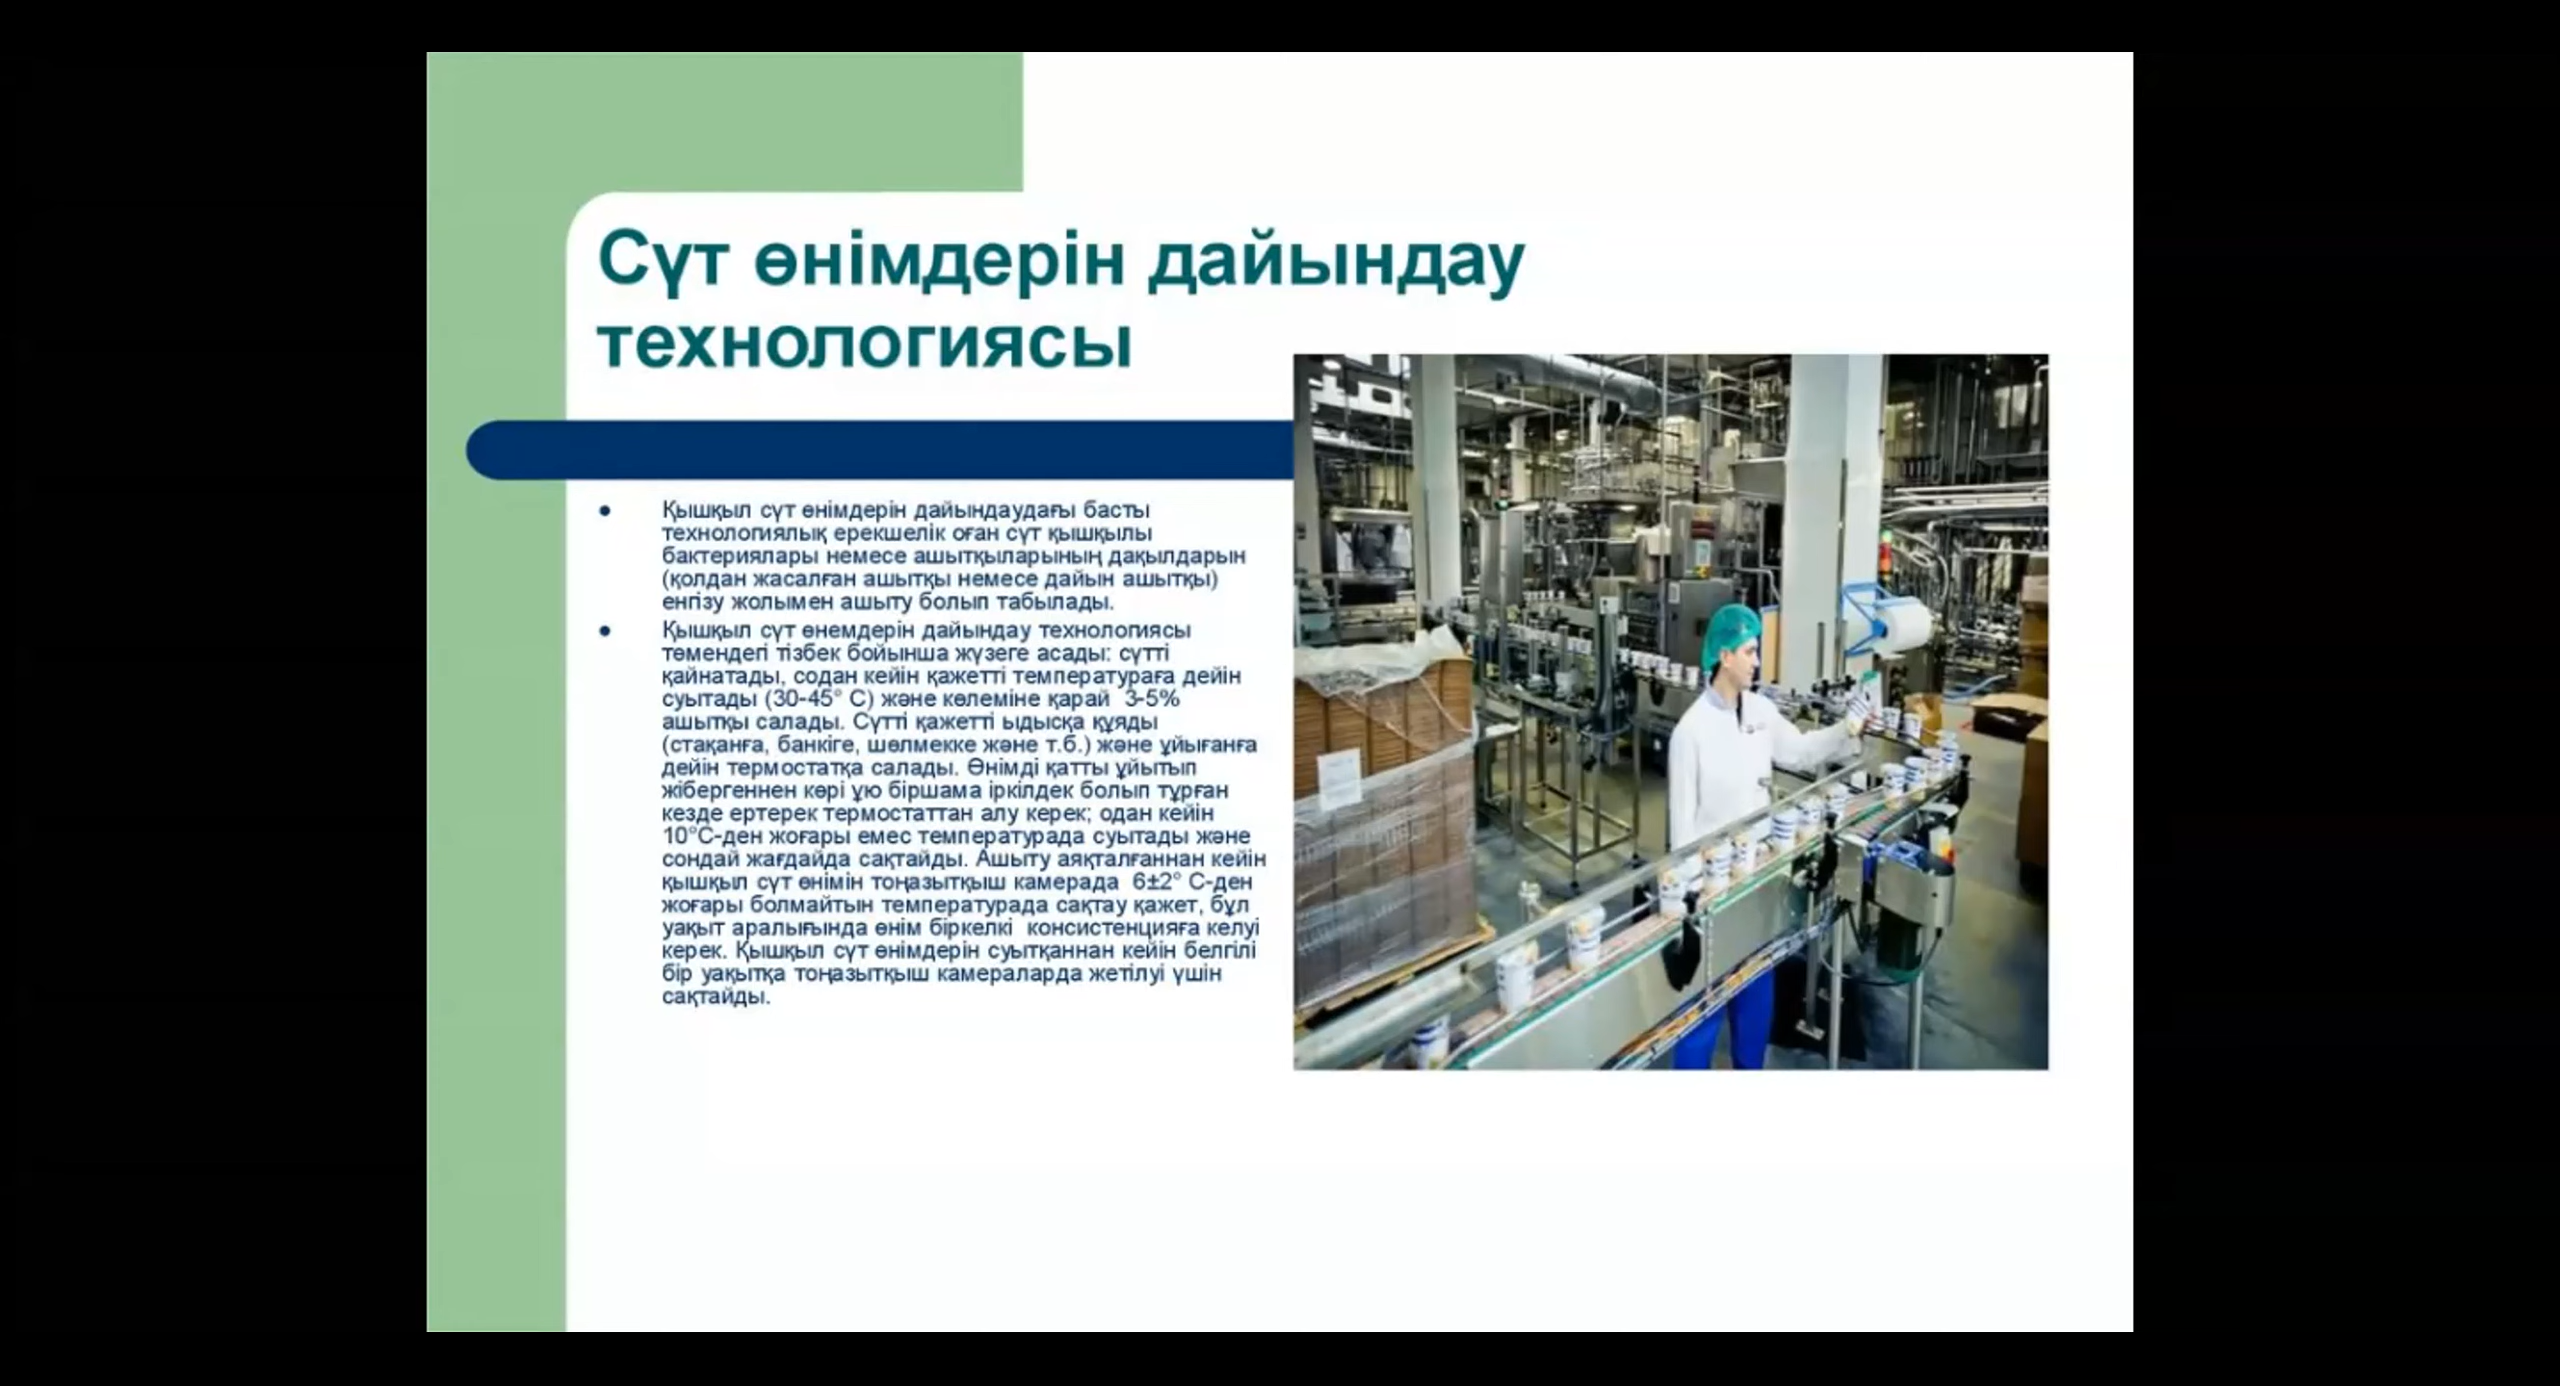 Сүт өнімдерін дайындау
технологиясы
• Қышқыл сүт өнімдерін дайындаудағы басты
технологиялық ерекшелік оған сүт қышқылы
бактериялары немесе ашытқыларының дақылдарын
(қолдан жасалған ашытқы немесе дайын ашытқы)
енгізу жолымен ашыту болып табылады.
• Қышқыл сүт өнемдерін дайындау технологиясы
төмендегі тізбек бойынша жүзеге асады: сүтті
қайнатады, содан кейін қажетті температураға дейін
суытады (30-45° С) және көлеміне қарай 3-5%
ашытқы салады. Сүтті қажетті ыдысқа құяды
(стақанға, банкіге, шөлмекке және т.б.) және ұйығанға
дейін термостатқа салады. Өнімді қатты ұйытып
жібергеннен көрі ұю біршама іркілдек болып тұрған
кезде ертерек термостаттан алу керек; одан кейін
10°С-ден жоғары емес температурада суытады және
сондай жағдайда сақтайды. Ашыту аяқталғаннан кейін
қышқыл сүт өнімін тоңазытқыш камерада 6±2° С-ден
жоғары болмайтын температурада сақтау қажет, бұл
уақыт аралығында өнім біркелкі консистенцияға келуі
керек. Қышқыл сүт өнімдерін суытқаннан кейін белгілі
бір уақытқа тоңазытқыш камераларда жетілуі үшін
сақтайды.